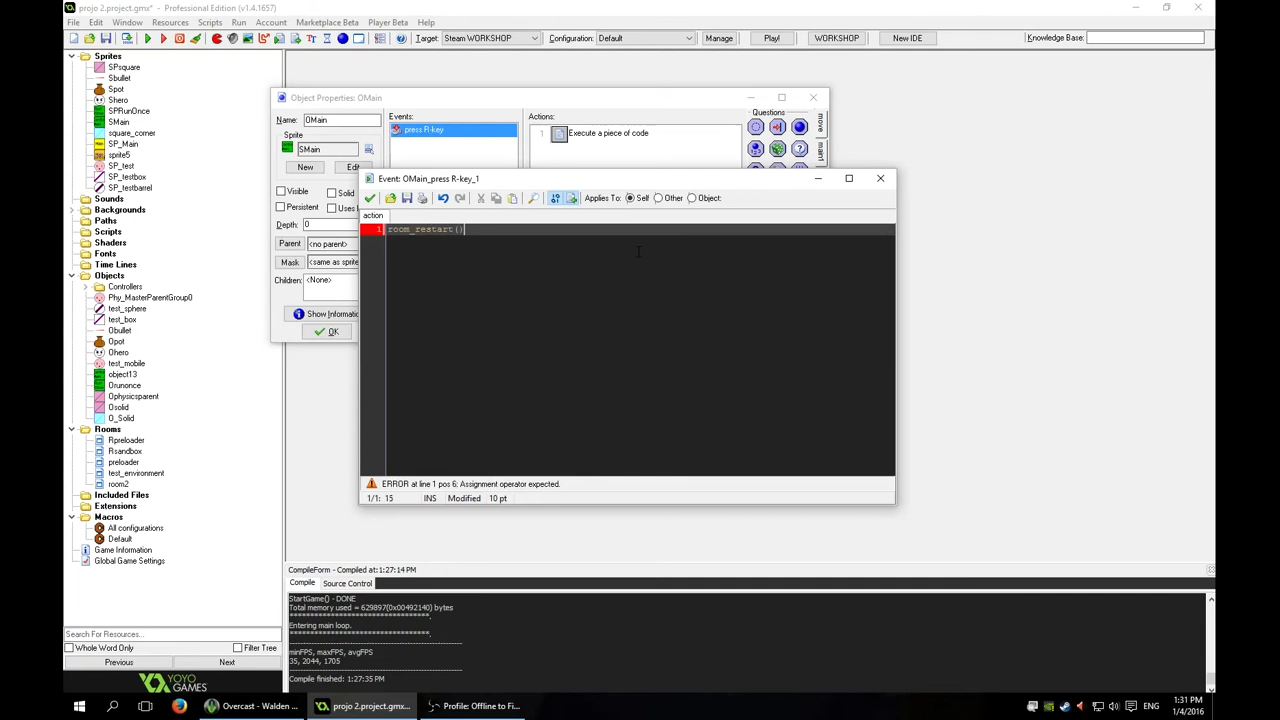 projo 2.project.gmx* - Professional Edition (v1.4.1657)
File Edit Window Resources Scripts Run Account Marketplace Beta Player Beta Help
Target: Steam WORKSHOP Configuration: Default Manage Play! WORKSHOP New IDE Knowledge Base:
Sprites
SPsquare
Sbullet
Spot
Shero
SPRunOnce
SMain
square_corner
SP_Main
sprite5
SP_test
SP_testbox
SP_testbarrel
Sounds
Backgrounds
Paths
Scripts
Shaders
Fonts
Time Lines
Objects
Controllers
Phy_MasterParentGroup0
test_sphere
test_box
Obullet
Opot
Ohero
test_mobile
object13
Orunonce
Ophysicsparent
Osolid
O_Solid
Rooms
Rpreloader
Rsandbox
preloader
test_environment
room2
Included Files
Extensions
Macros
All configurations
Default
Game Information
Global Game Settings
Search For Resources...
Whole Word Only Filter Tree
Previous Next
YOYO
GAMES
Object Properties: OMain
Name: OMain
Sprite
SMain
New Edit
Visible Solid
Persistent Uses
Depth: 0
Parent <no parent>
Mask <same as sprite
Children: <None>
Show Informatio
OK
Events:
press R-key
Actions:
1 Execute a piece of code
Questions
move
main1
Event: OMain_press R-key_1
Applies To: Self Other Object:
action
1 room_restart()
ERROR at line 1 pos 6: Assignment operator expected.
1/1: 15 INS Modified 10 pt
CompileForm - Compiled at:1:27:14 PM
Compile Source Control
StartGame() - DONE
Total memory used = 629897(0x00492140) bytes
**********************************.
Entering main loop.
**********************************.
minFPS, maxFPS, avgFPS
35, 2044, 1705
Compile finished: 1:27:35 PM
Overcast - Walden ... projo 2.project.gmx... Profile: Offline to Fi... ENG 1:31 PM
1/4/2016